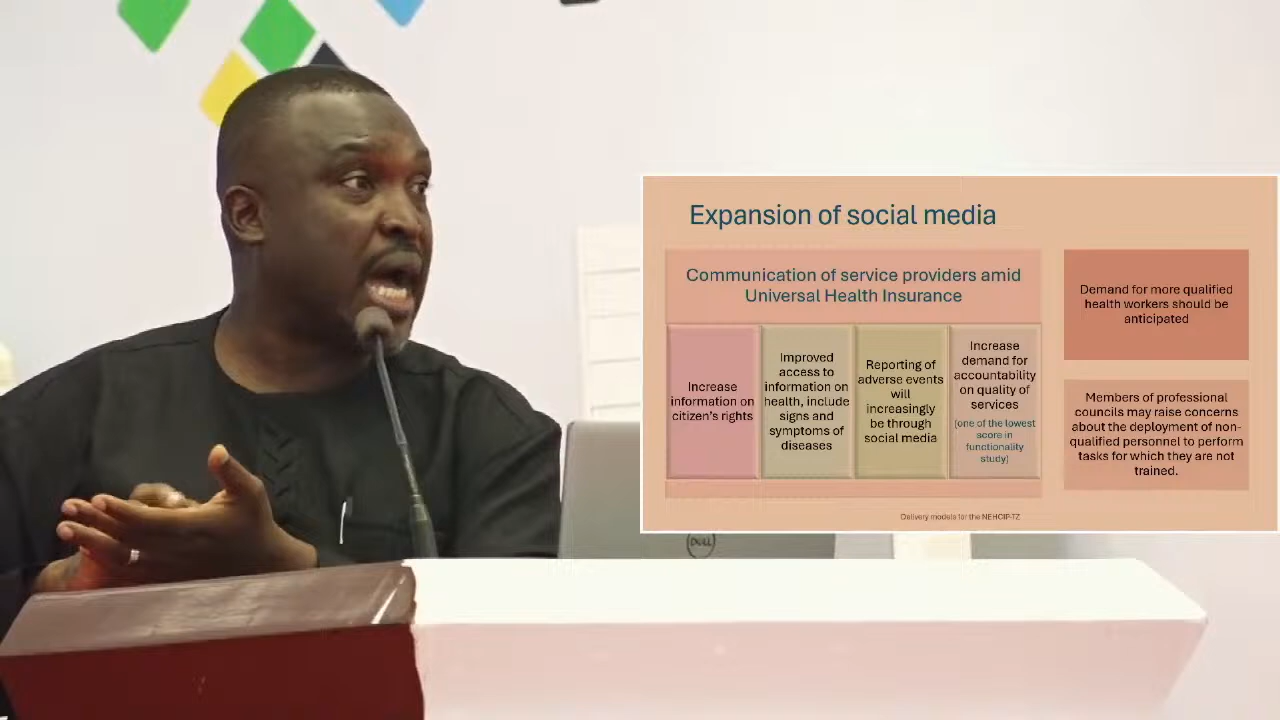 Expansion of social media
Communication of service providers amid
Universal Health Insurance
Increase
information on
citizen's rights
Improved
access to
information on
health, include
signs and
symptoms of
diseases
Reporting of
adverse events
will
increasingly
be through
social media
Increase
demand for
accountability
on quality of
services
(one of the lowest
score in
functionality
study)
Demand for more qualified
health workers should be
anticipated
Members of professional
councils may raise concerns
about the deployment of non-
qualified personnel to perform
tasks for which they are not
trained.
Delivery models for the NEHCIP-TZ
DELL